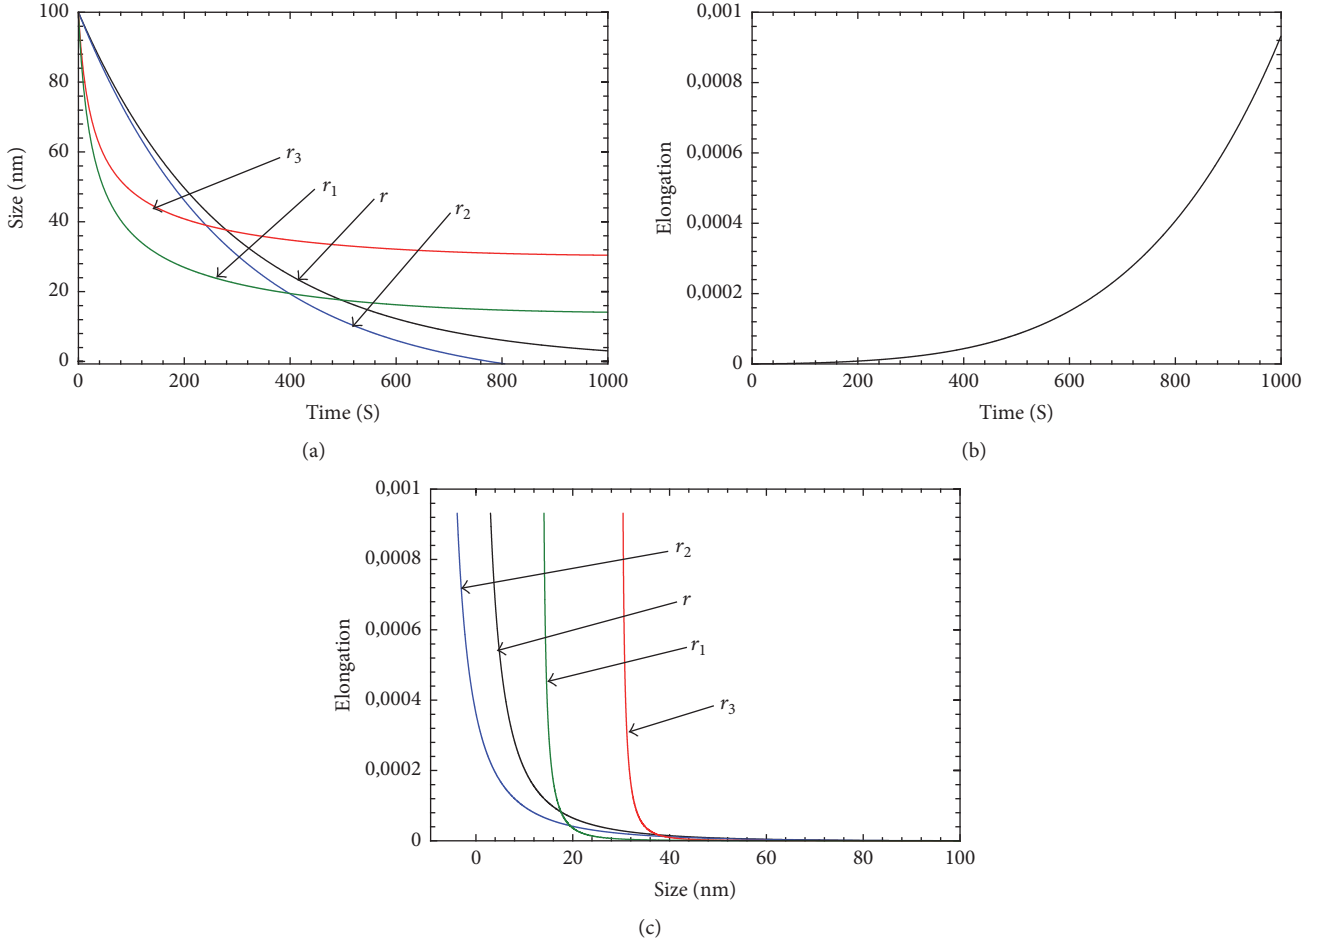 100
80
60
40
20
0
Size (nm)
r3
r1
r
r2
0 200 400 600 800 1000
Time (S)
(a)
0,001
0,0008
0,0006
0,0004
0,0002
0
Elongation
0 200 400 600 800 1000
Time (S)
(b)
0,001
0,0008
0,0006
0,0004
0,0002
0
Elongation
r2
r
r1
r3
0 20 40 60 80 100
Size (nm)
(c)